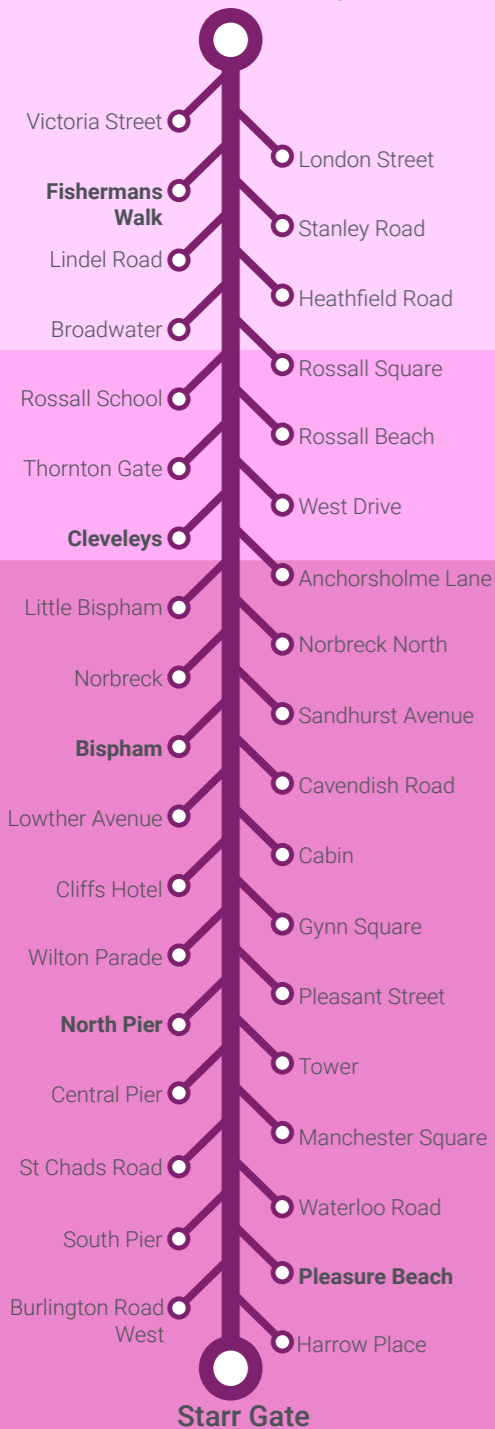 Victoria Street
London Street
Fishermans
Walk
Stanley Road
Lindel Road
Heathfield Road
Broadwater
Rossall Square
Rossall School
Rossall Beach
Thornton Gate
West Drive
Cleveleys
Anchorsholme Lane
Little Bispham
Norbreck North
Norbreck
Sandhurst Avenue
Bispham
Cavendish Road
Lowther Avenue
Cabin
Cliffs Hotel
Gynn Square
Wilton Parade
Pleasant Street
North Pier
Tower
Central Pier
Manchester Square
St Chads Road
Waterloo Road
South Pier
Pleasure Beach
Burlington Road
West
Harrow Place
Starr Gate